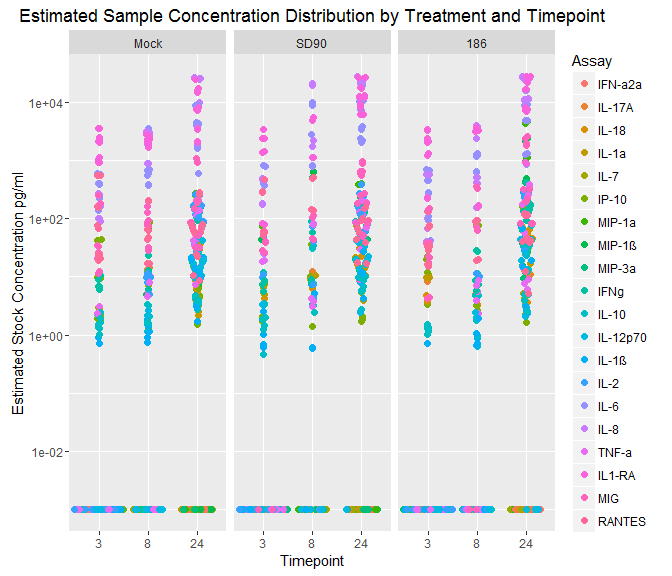 Estimated Sample Concentration Distribution by Treatment and Timepoint
Mock
SD90
186
Estimated Stock Concentration pg/ml
1e+04
1e+02
1e+00
1e-02
3
8
24
3
8
24
3
8
24
Timepoint
Assay
IFN-a2a
IL-17A
IL-18
IL-1a
IL-7
IP-10
MIP-1a
MIP-1ß
MIP-3a
IFNg
IL-10
IL-12p70
IL-1ß
IL-2
IL-6
IL-8
TNF-a
IL1-RA
MIG
RANTES